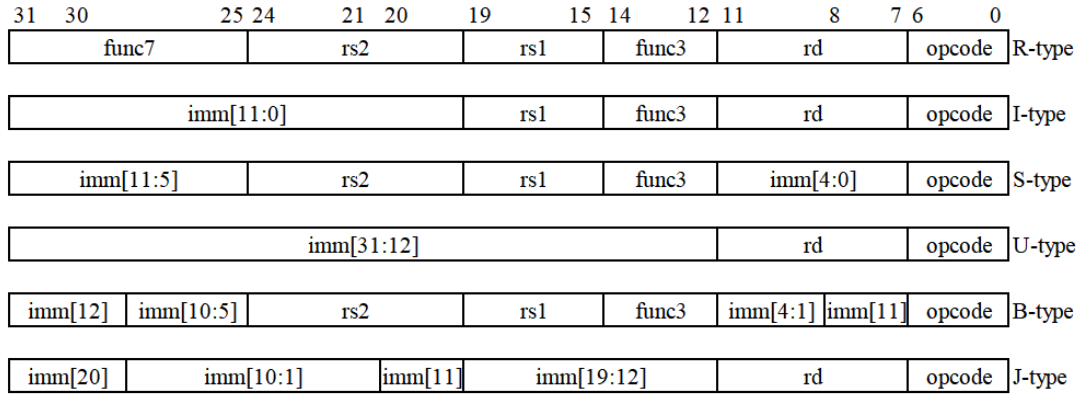 31 30 25 24 21 20 19 15 14 12 11 8 7 6 0
func7 rs2 rs1 func3 rd opcode R-type
imm[11:0] rs1 func3 rd opcode I-type
imm[11:5] rs2 rs1 func3 imm[4:0] opcode S-type
imm[31:12] rd opcode U-type
imm[12] imm[10:5] rs2 rs1 func3 imm[4:1] imm[11] opcode B-type
imm[20] imm[10:1] imm[11] imm[19:12] rd opcode J-type